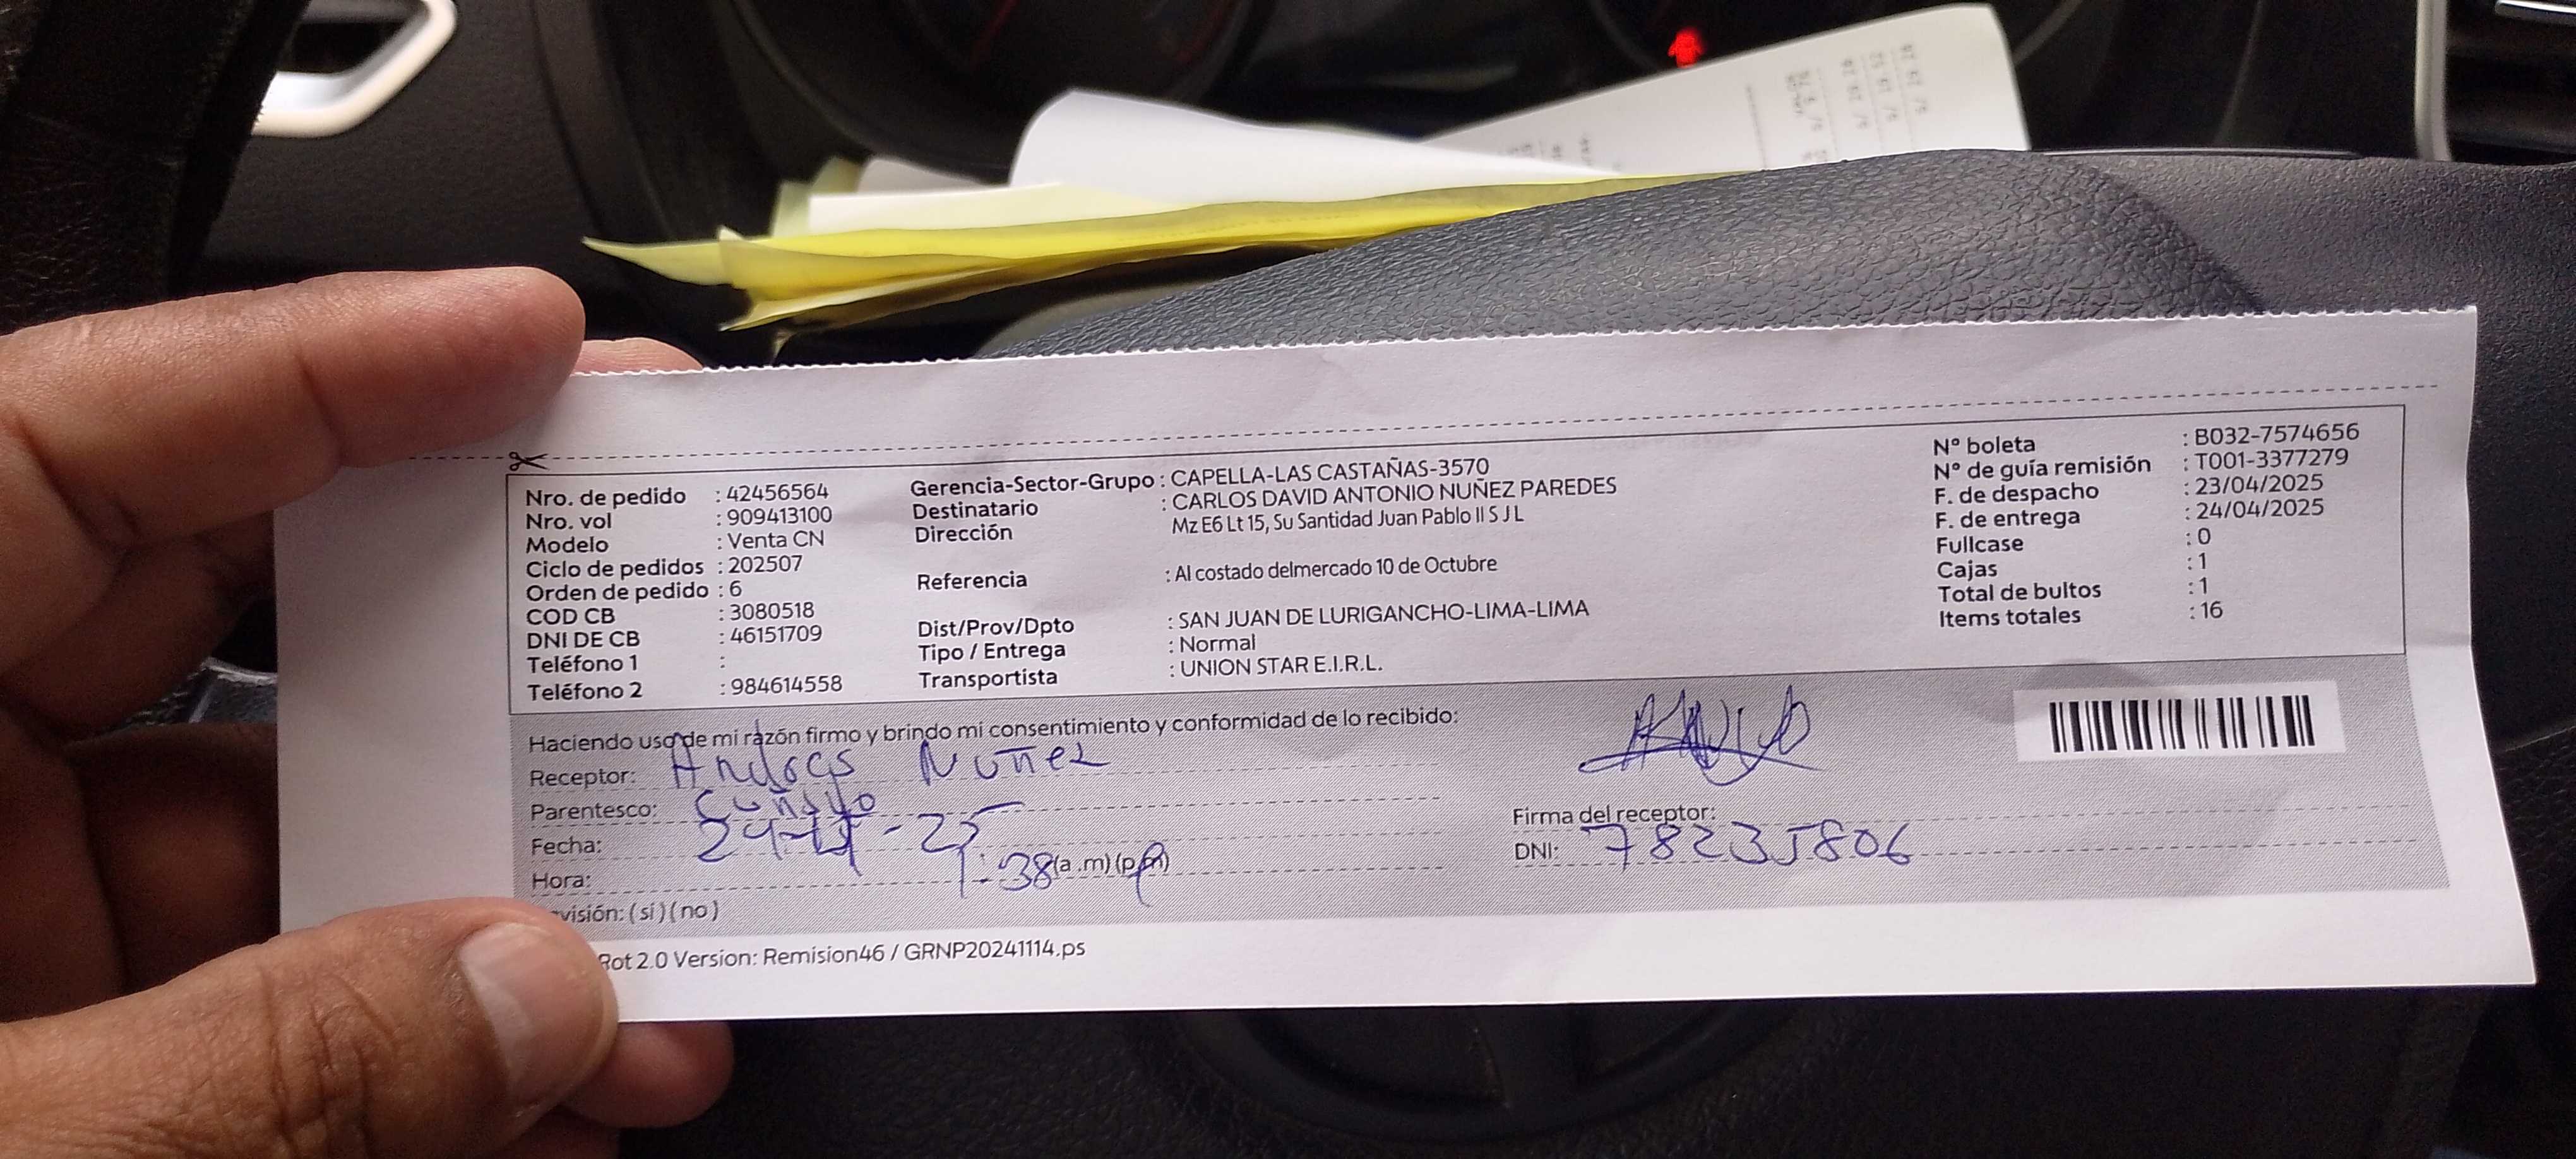 Nro. de pedido : 42456564
Nro. vol : 909413100
Modelo : Venta CN
Ciclo de pedidos : 202507
Orden de pedido : 6
COD CB : 3080518
DNI DE CB : 46151709
Teléfono 1 :
Teléfono 2 : 984614558
Gerencia-Sector-Grupo : CAPELLA-LAS CASTAÑAS-3570
Destinatario : CARLOS DAVID ANTONIO NUÑEZ PAREDES
Dirección Mz E6 Lt 15, Su Santidad Juan Pablo II S J L
Referencia : Al costado delmercado 10 de Octubre
Dist/Prov/Dpto : SAN JUAN DE LURIGANCHO-LIMA-LIMA
Tipo / Entrega : Normal
Transportista : UNION STAR E.I.R.L.
N° boleta : B032-7574656
N° de guía remisión : T001-3377279
F. de despacho : 23/04/2025
F. de entrega : 24/04/2025
Fullcase : 0
Cajas : 1
Total de bultos : 1
Items totales : 16
Haciendo uso de mi razón firmo y brindo mi consentimiento y conformidad de lo recibido:
Receptor: Nuñez
Parentesco: Cuñado
Fecha:
Hora: 1:38 (a.m) (p.m)
visión: (si) (no)
Firma del receptor:
DNI: 78235806
Rot 2.0 Version: Remision46 / GRNP20241114.ps